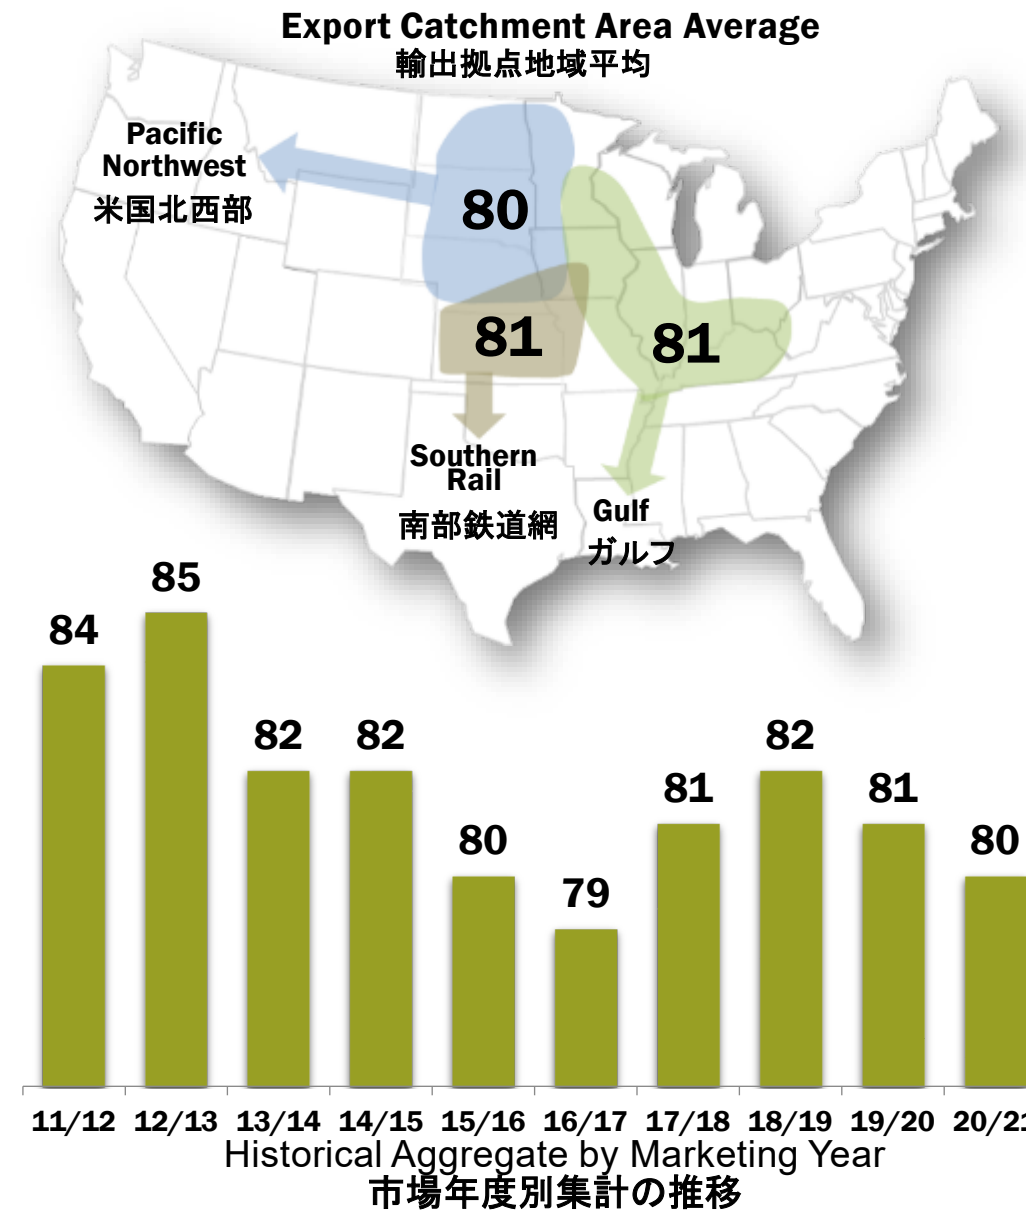 Export Catchment Area Average
輸出拠点地域平均
Pacific
Northwest
米国北西部
80
81
81
Southern
Rail
南部鉄道網
Gulf
ガルフ
84
85
82
82
80
79
81
82
81
80
11/12 12/13 13/14 14/15 15/16 16/17 17/18 18/19 19/20 20/21
Historical Aggregate by Marketing Year
市場年度別集計の推移